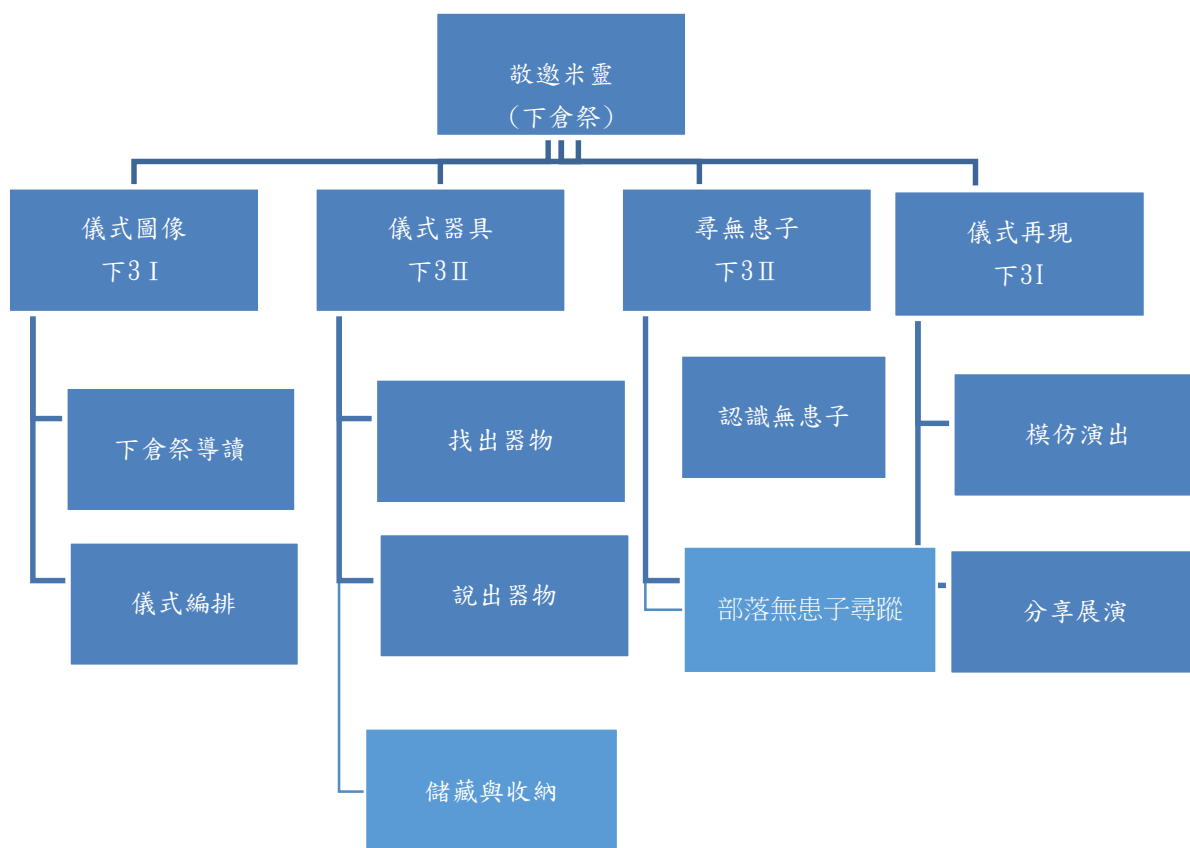 敬邀米靈
(下倉祭)
儀式圖像
下3Ⅰ
儀式器具
下3Ⅱ
尋無患子
下3Ⅱ
儀式再現
下3I
下倉祭導讀
儀式編排
找出器物
說出器物
儲藏與收納
認識無患子
部落無患子尋蹤
模仿演出
分享展演